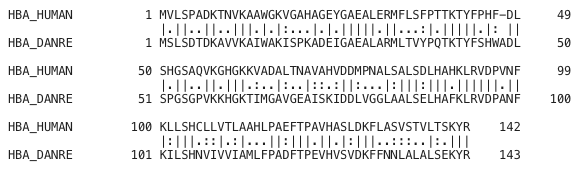 HBA_HUMAN 1 MVLSPADKTNVKAAWGKVGAHAGEYGAEALERMFLSFPTTKTYFPHF-DL 49
|.||..||..|||.|.|:...|.|.|||||.||...:.|.|||||.|: ||
HBA_DANRE 1 MSLSDTDKAVVKAIWAKISPKADEIGAEALARMLTVYPQTKTYFSHWADL 50
HBA_HUMAN 50 SHGSAQVKGHGKKVADALTNAVAHVDDMPNALSALSDLHAHKLRVDPVNF 99
|.||..||.|||.:..|:..:.:||:..:||:..||..:|||:|||.||||||.||
HBA_DANRE 51 SPGSGPVKKHGKTIMGAVGEAISKIDDLVGGLAALSELHAFKLRVDPANF 100
HBA_HUMAN 100 KLLSHCLLVTLAAHLPAEFTPAVHASLDKFLASVSTVLTSKYR 142
|:|||.::|.:|...||:|||.||.|:|||..:::..||:.|||
HBA_DANRE 101 KILSHNVIVVIAMLFPADFTPEVHVSVDKFFNNLALALSEKYR 143